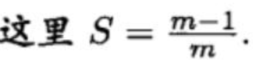 这里 $S = \frac{m-1}{m}$.